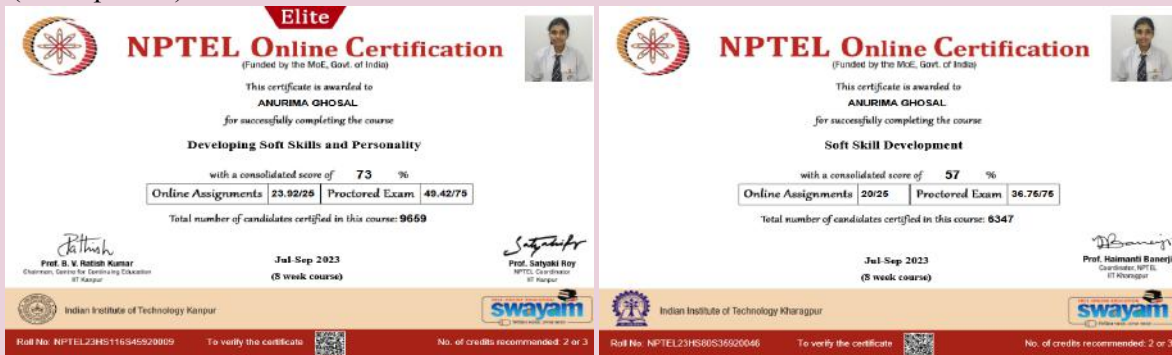 Elite
NPTEL Online Certification
(Funded by the MoE, Govt. of India)
This certificate is awarded to
ANURIMA GHOSAL
for successfully completing the course
Developing Soft Skills and Personality
with a consolidated score of 73 %
Online Assignments 23.92/25 Proctored Exam 49.42/75
Total number of candidates certified in this course: 9659
Prof. B. V. Ratish Kumar
Chairman, Centre for Continuing Education
IIT Kanpur
Jul-Sep 2023
(8 week course)
Prof. Satyaki Roy
NPTEL Coordinator
IIT Kanpur
Indian Institute of Technology Kanpur
swayam
Roll No: NPTEL23HS116S45920009 To verify the certificate No. of credits recommended: 2 or 3
NPTEL Online Certification
(Funded by the MoE, Govt. of India)
This certificate is awarded to
ANURIMA GHOSAL
for successfully completing the course
Soft Skill Development
with a consolidated score of 57 %
Online Assignments 20/25 Proctored Exam 36.75/75
Total number of candidates certified in this course: 6347
Jul-Sep 2023
(8 week course)
Prof. Haimanti Banerji
Coordinator, NPTEL
IIT Kharagpur
Indian Institute of Technology Kharagpur
swayam
Roll No: NPTEL23HS80S35920046 To verify the certificate No. of credits recommended: 2 or 3